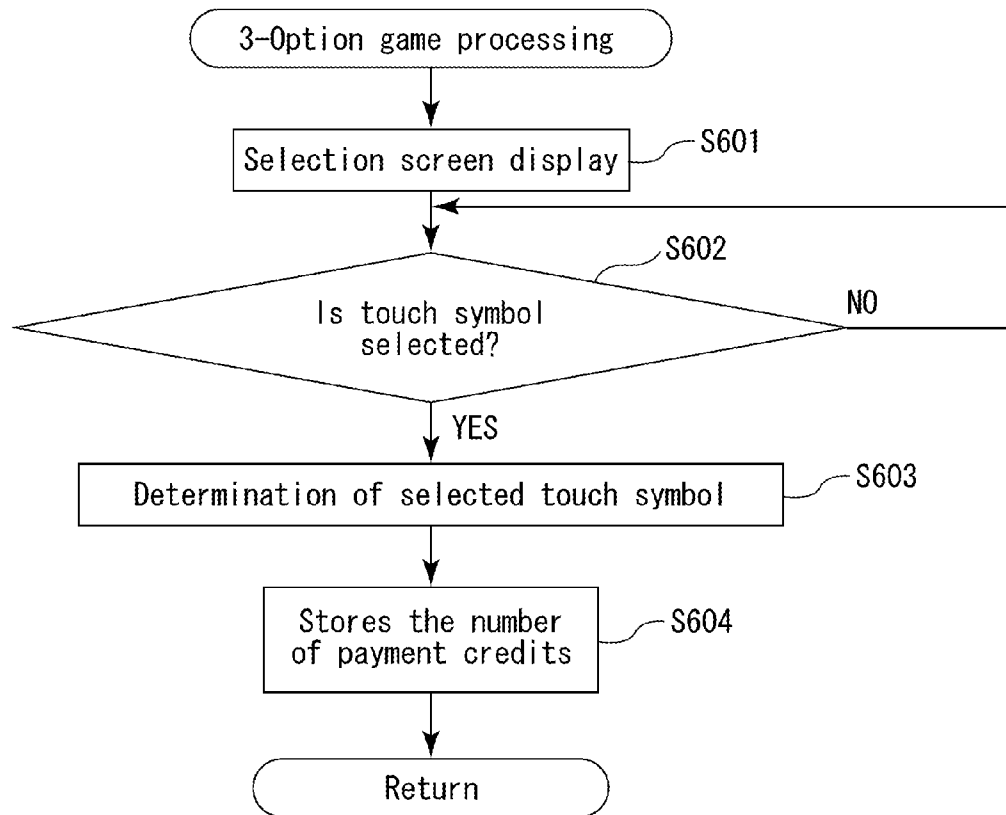 3-Option game processing
Selection screen display
S601
S602
Is touch symbol
selected?
NO
YES
Determination of selected touch symbol
S603
Stores the number
of payment credits
S604
Return